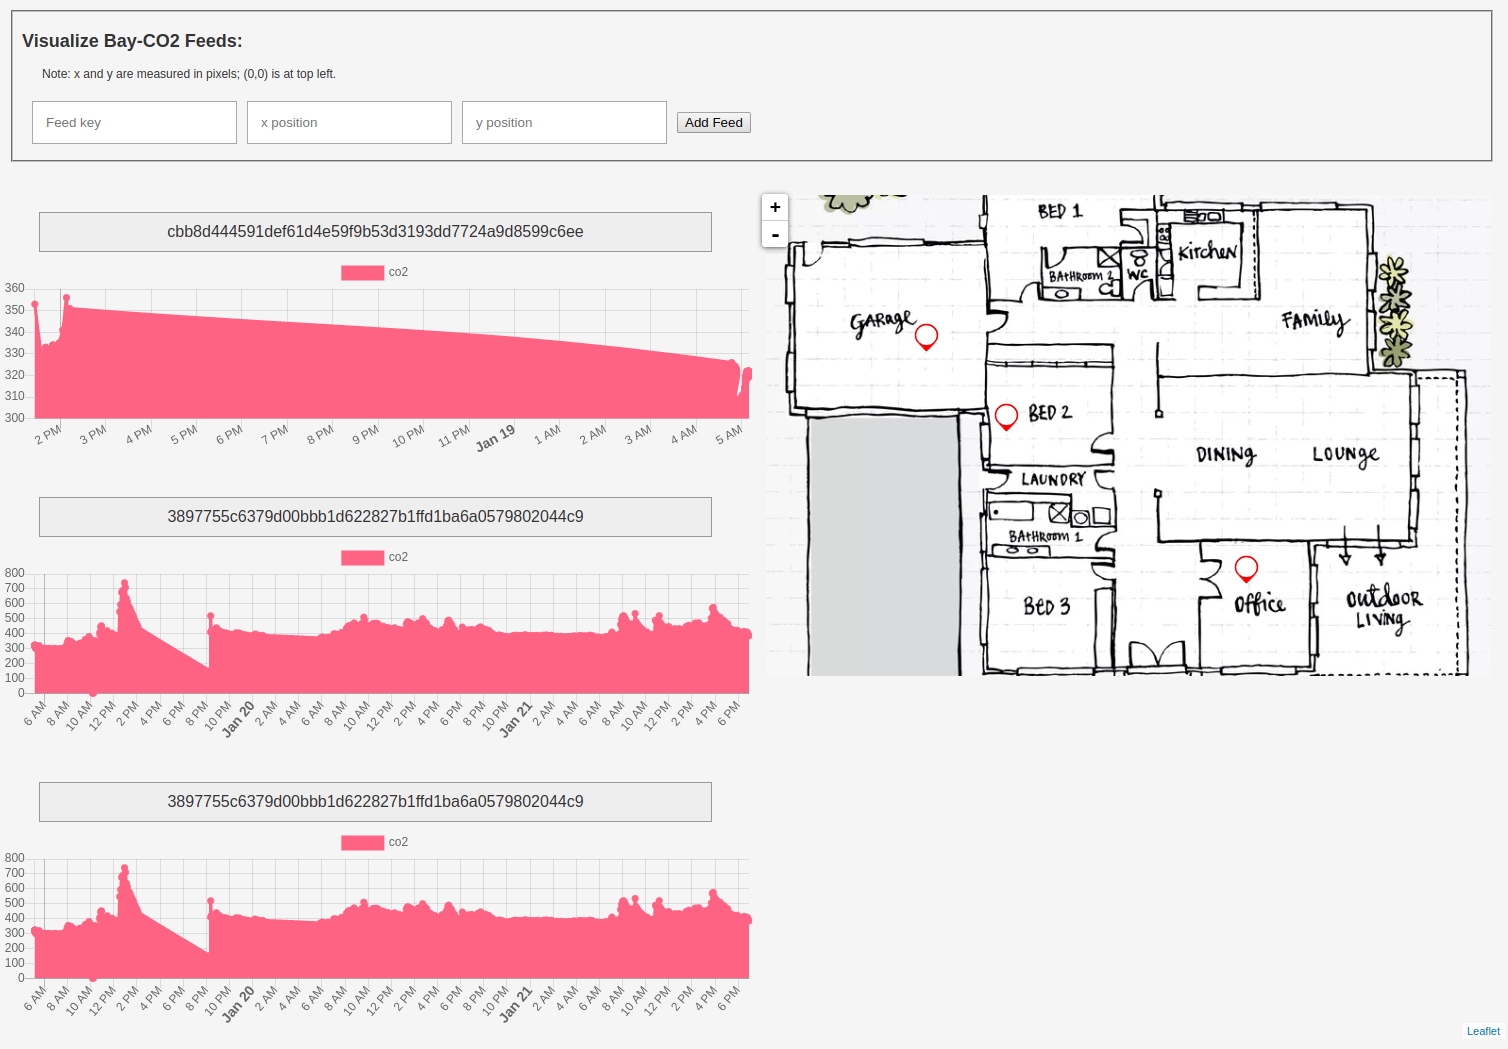 Visualize Bay-CO2 Feeds:
Note: x and y are measured in pixels; (0,0) is at top left.
Feed key
x position
y position
Add Feed
cbb8d444591def61d4e59f9b53d3193dd7724a9d8599c6ee
co2
360
350
340
330
320
310
300
2 PM 3 PM 4 PM 5 PM 6 PM 7 PM 8 PM 9 PM 10 PM 11 PM Jan 19 1 AM 2 AM 3 AM 4 AM 5 AM
3897755c6379d00bbb1d622827b1ffd1ba6a0579802044c9
co2
800
700
600
500
400
300
200
100
0
6 AM 8 AM 10 AM 12 PM 2 PM 4 PM 6 PM 8 PM 10 PM Jan 20 2 AM 4 AM 6 AM 8 AM 10 AM 12 PM 2 PM 4 PM 6 PM 8 PM 10 PM Jan 21 2 AM 4 AM 6 AM 8 AM 10 AM 12 PM 2 PM 4 PM 6 PM
3897755c6379d00bbb1d622827b1ffd1ba6a0579802044c9
co2
800
700
600
500
400
300
200
100
0
6 AM 8 AM 10 AM 12 PM 2 PM 4 PM 6 PM 8 PM 10 PM Jan 20 2 AM 4 AM 6 AM 8 AM 10 AM 12 PM 2 PM 4 PM 6 PM 8 PM 10 PM Jan 21 2 AM 4 AM 6 AM 8 AM 10 AM 12 PM 2 PM 4 PM 6 PM
+
-
BED 1
Kitchen
BATHROOM 2
WC
GARAGE
FAMILY
BED 2
DINING
LOUNGE
LAUNDRY
BATHROOM 1
BED 3
Office
OUTDOOR
LIVING
Leaflet